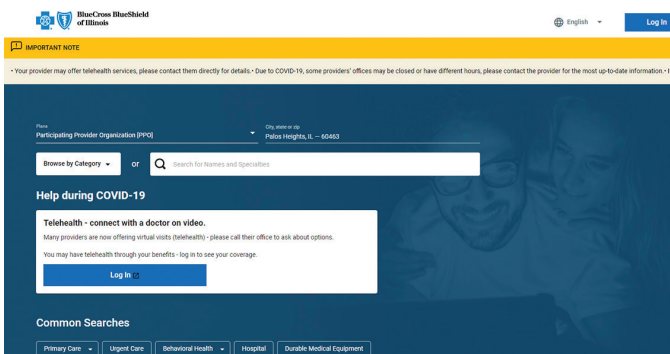 BlueCross BlueShield
of Illinois
English
Log In
IMPORTANT NOTE
• Your provider may offer telehealth services, please contact them directly for details. • Due to COVID-19, some providers' offices may be closed or have different hours, please contact the provider for the most up-to-date information. • I
Plans
City, state or zip
Participating Provider Organization [PPO]
Palos Heights, IL — 60463
Browse by Category
or
Search for Names and Specialties
Help during COVID-19
Telehealth - connect with a doctor on video.
Many providers are now offering virtual visits (telehealth) - please call their office to ask about options.
You may have telehealth through your benefits - log in to see your coverage.
Log In
Common Searches
Primary Care
Urgent Care
Behavioral Health
Hospital
Durable Medical Equipment